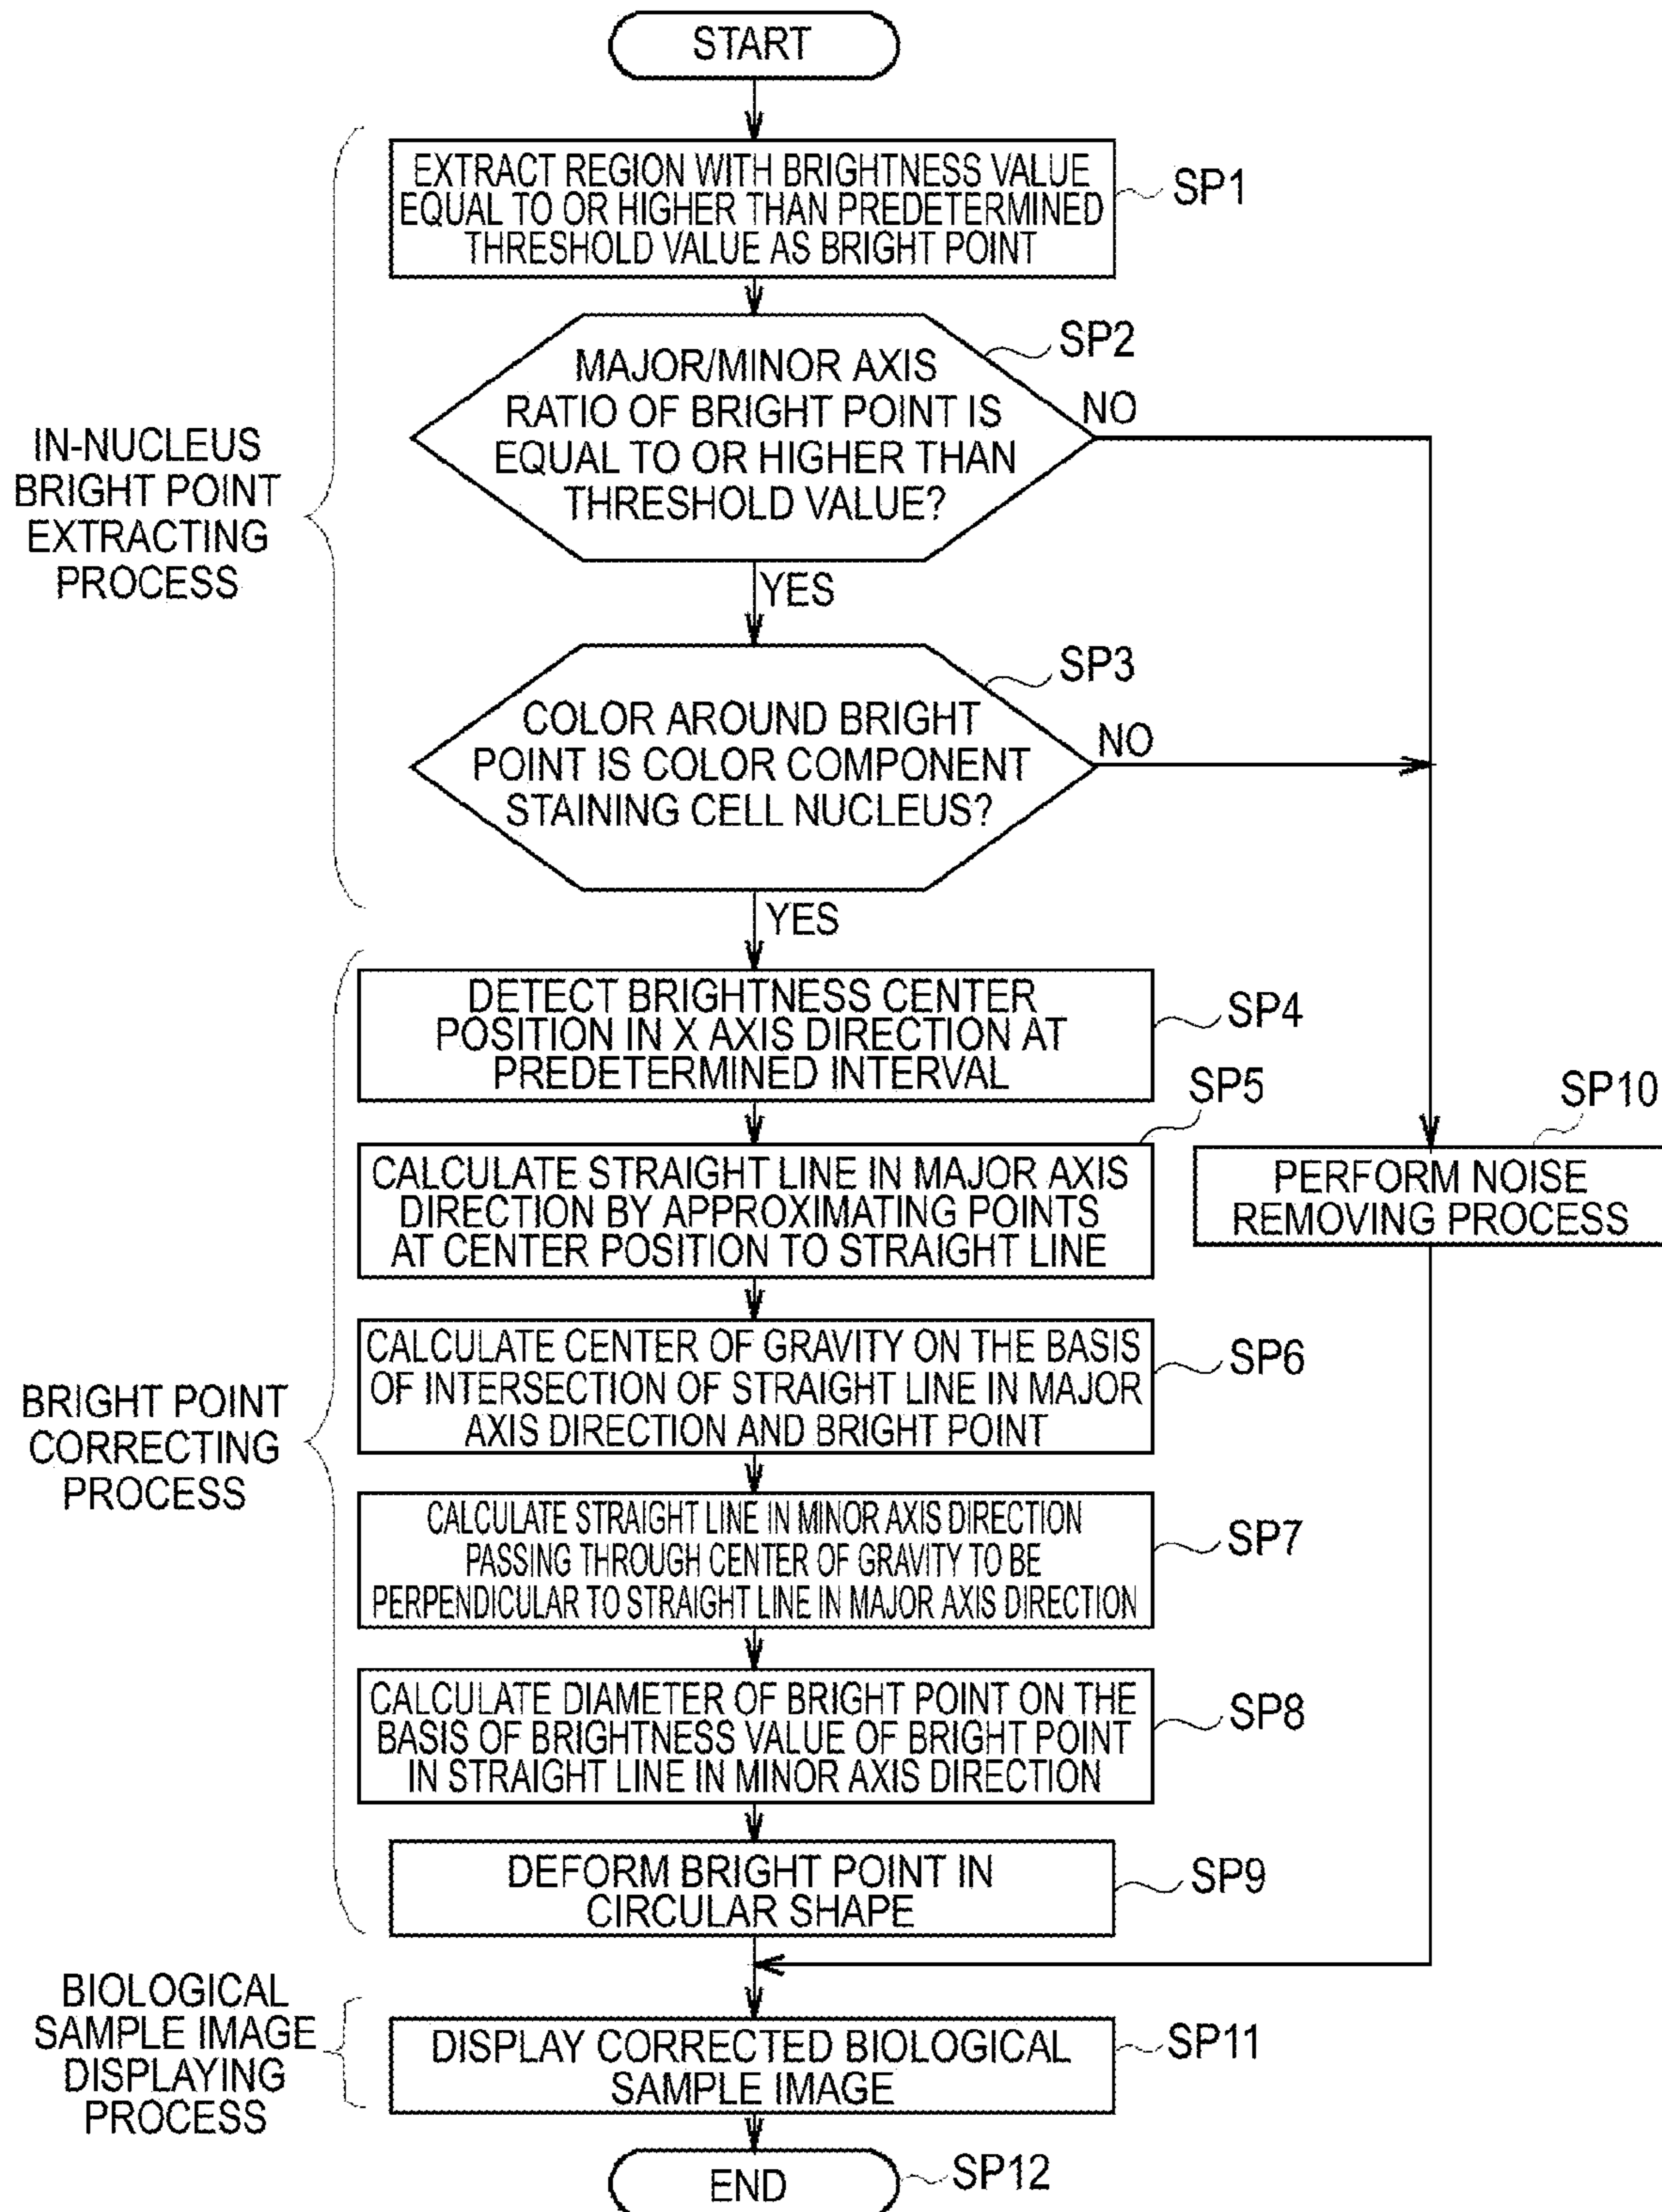 START
EXTRACT REGION WITH BRIGHTNESS VALUE
EQUAL TO OR HIGHER THAN PREDETERMINED
THRESHOLD VALUE AS BRIGHT POINT
SP1
MAJOR/MINOR AXIS
RATIO OF BRIGHT POINT IS
EQUAL TO OR HIGHER THAN
THRESHOLD VALUE?
SP2
NO
IN-NUCLEUS
BRIGHT POINT
EXTRACTING
PROCESS
YES
COLOR AROUND BRIGHT
POINT IS COLOR COMPONENT
STAINING CELL NUCLEUS?
SP3
NO
YES
DETECT BRIGHTNESS CENTER
POSITION IN X AXIS DIRECTION AT
PREDETERMINED INTERVAL
SP4
CALCULATE STRAIGHT LINE IN MAJOR AXIS
DIRECTION BY APPROXIMATING POINTS
AT CENTER POSITION TO STRAIGHT LINE
SP5
PERFORM NOISE
REMOVING PROCESS
SP10
CALCULATE CENTER OF GRAVITY ON THE BASIS
OF INTERSECTION OF STRAIGHT LINE IN MAJOR
AXIS DIRECTION AND BRIGHT POINT
SP6
BRIGHT POINT
CORRECTING
PROCESS
CALCULATE STRAIGHT LINE IN MINOR AXIS DIRECTION
PASSING THROUGH CENTER OF GRAVITY TO BE
PERPENDICULAR TO STRAIGHT LINE IN MAJOR AXIS DIRECTION
SP7
CALCULATE DIAMETER OF BRIGHT POINT ON THE
BASIS OF BRIGHTNESS VALUE OF BRIGHT POINT
IN STRAIGHT LINE IN MINOR AXIS DIRECTION
SP8
DEFORM BRIGHT POINT IN
CIRCULAR SHAPE
SP9
BIOLOGICAL
SAMPLE IMAGE
DISPLAYING
PROCESS
DISPLAY CORRECTED BIOLOGICAL
SAMPLE IMAGE
SP11
END
SP12